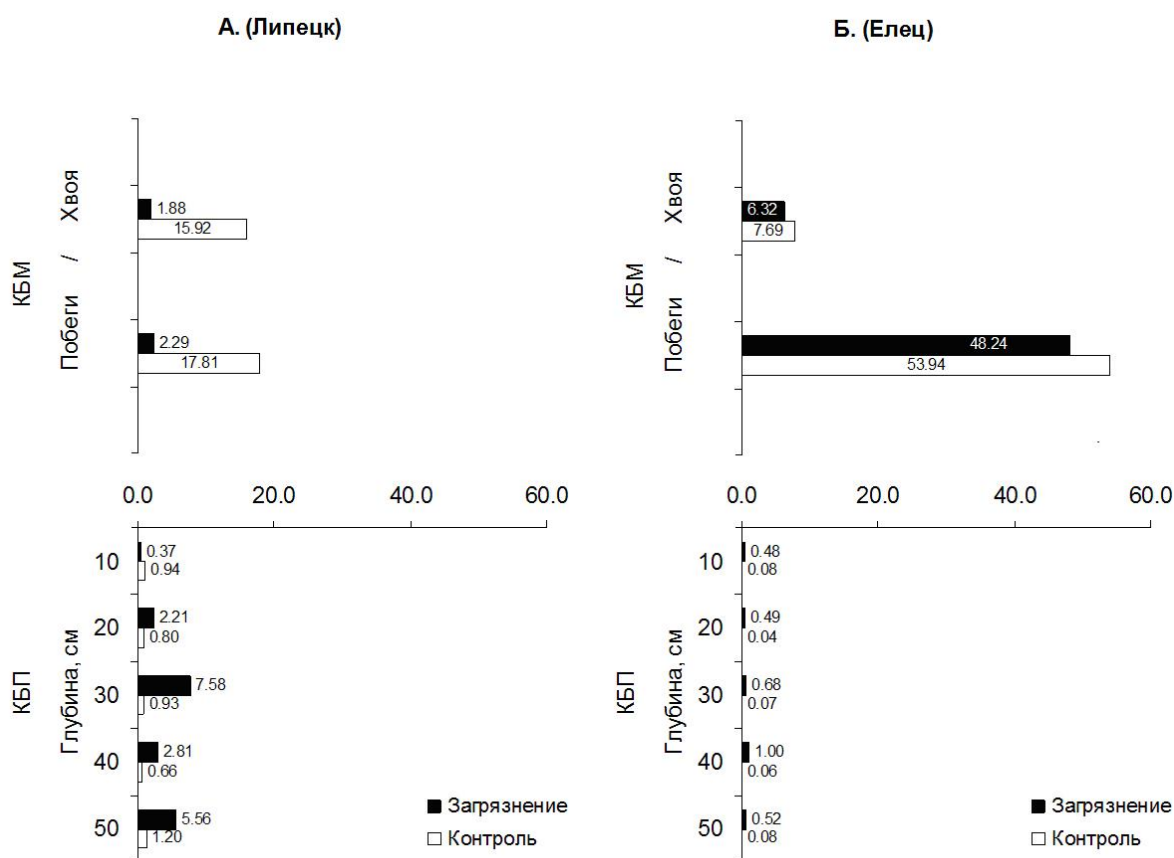 А. (Липецк)
КБМ
Побеги / Хвоя
1.88
15.92
2.29
17.81
0.0 20.0 40.0 60.0
КБП
Глубина, см
10
0.37
0.94
20
2.21
0.80
30
7.58
0.93
40
2.81
0.66
50
5.56
1.20
Загрязнение
Контроль
Б. (Елец)
КБМ
Побеги / Хвоя
6.32
7.69
48.24
53.94
0.0 20.0 40.0 60.0
КБП
Глубина, см
10
0.48
0.08
20
0.49
0.04
30
0.68
0.07
40
1.00
0.06
50
0.52
0.08
Загрязнение
Контроль